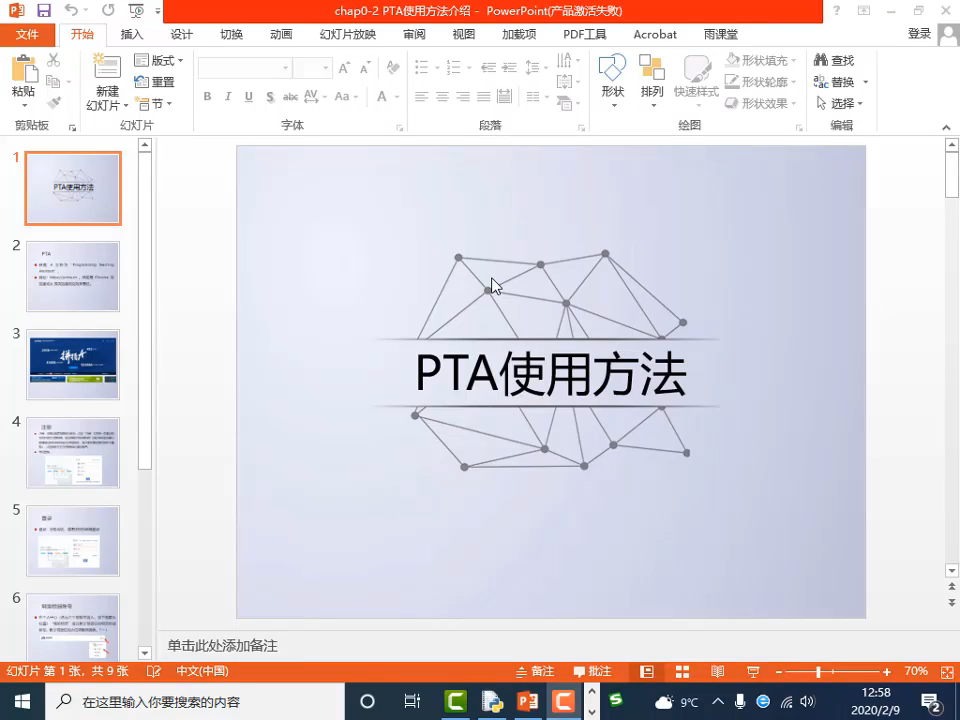 chap0-2 PTA使用方法介绍 - PowerPoint(产品激活失败)
文件 开始 插入 设计 切换 动画 幻灯片放映 审阅 视图 加载项 PDF工具 Acrobat 雨课堂 登录
粘贴 新建 幻灯片 版式 重置 节 形状 排列 快速样式 形状填充 形状轮廓 形状效果 查找 替换 选择
B I U S abc AV Aa A
剪贴板 幻灯片 字体 段落 绘图 编辑
1
PTA使用方法
2
PTA
3
拼题A
4
注册
5
登录
6
PTA使用方法
单击此处添加备注
幻灯片 第 1 张，共 9 张 中文(中国) 备注 批注 70%
在这里输入你要搜索的内容
9℃
12:58
2020/2/9
2